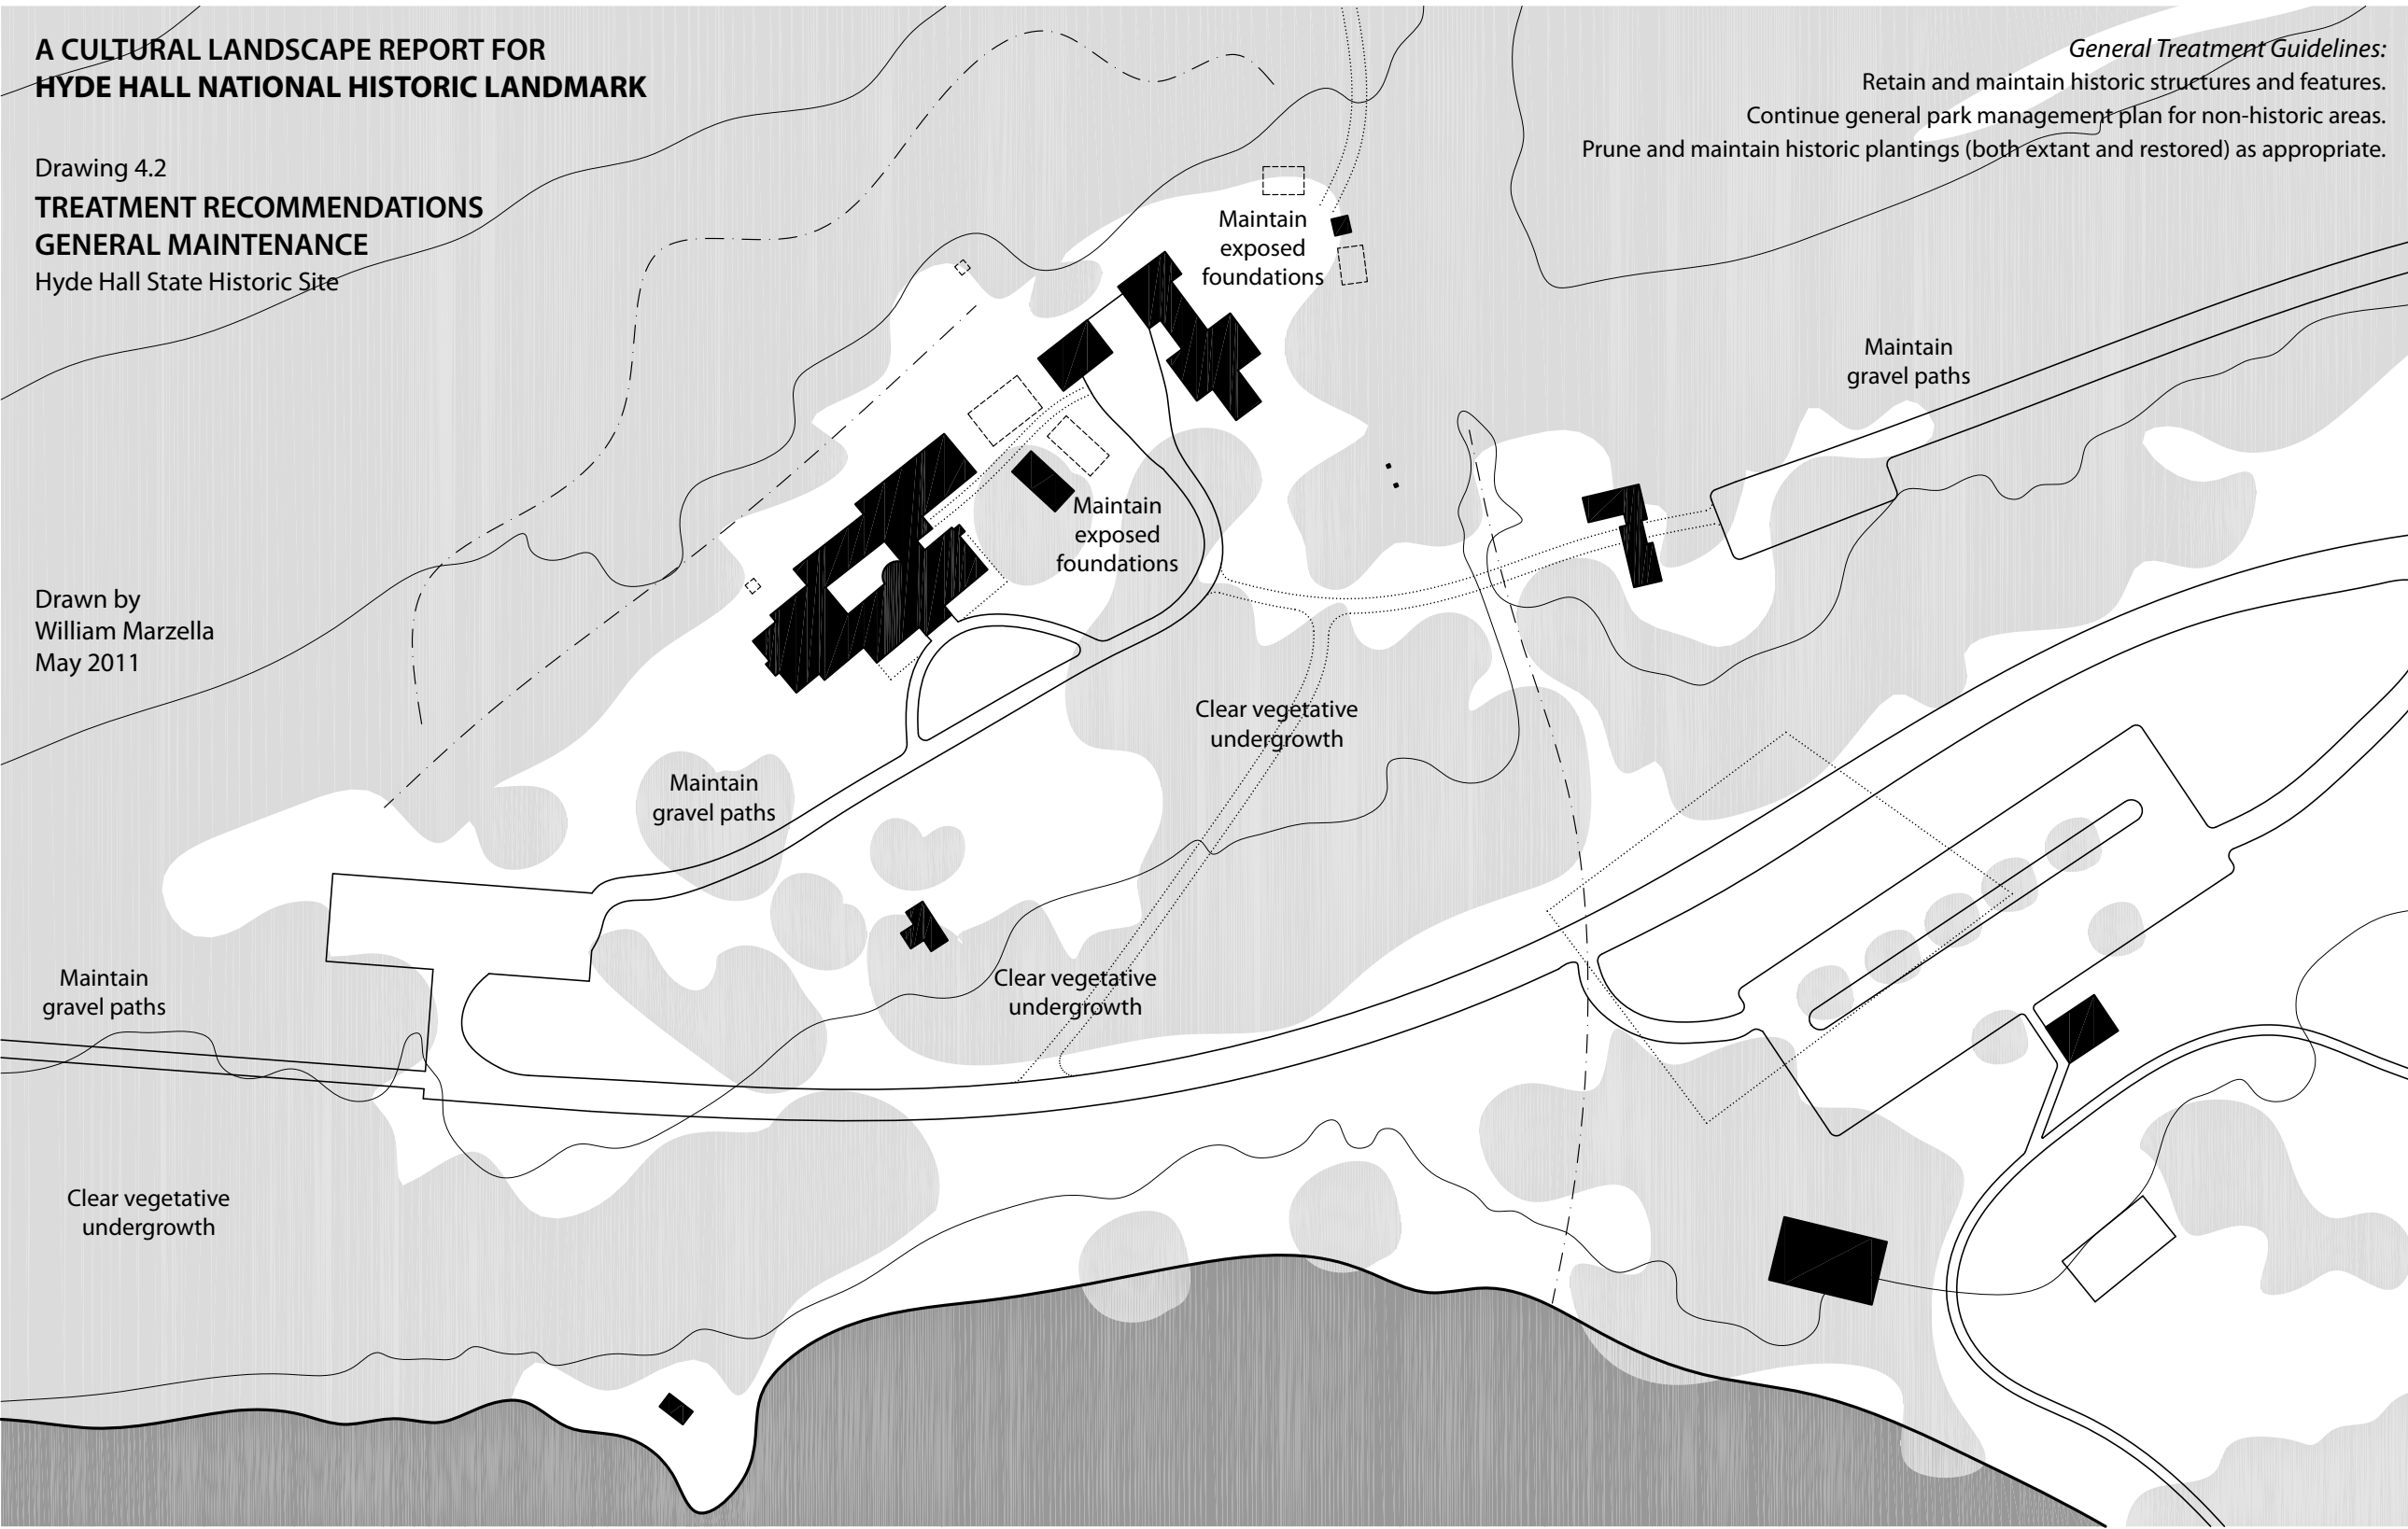 A CULTURAL LANDSCAPE REPORT FOR
HYDE HALL NATIONAL HISTORIC LANDMARK
Drawing 4.2
TREATMENT RECOMMENDATIONS
GENERAL MAINTENANCE
Hyde Hall State Historic Site
General Treatment Guidelines:
Retain and maintain historic structures and features.
Continue general park management plan for non-historic areas.
Prune and maintain historic plantings (both extant and restored) as appropriate.
Maintain
exposed
foundations
Maintain
gravel paths
Maintain
exposed
foundations
Drawn by
William Marzella
May 2011
Clear vegetative
undergrowth
Maintain
gravel paths
Maintain
gravel paths
Clear vegetative
undergrowth
Clear vegetative
undergrowth